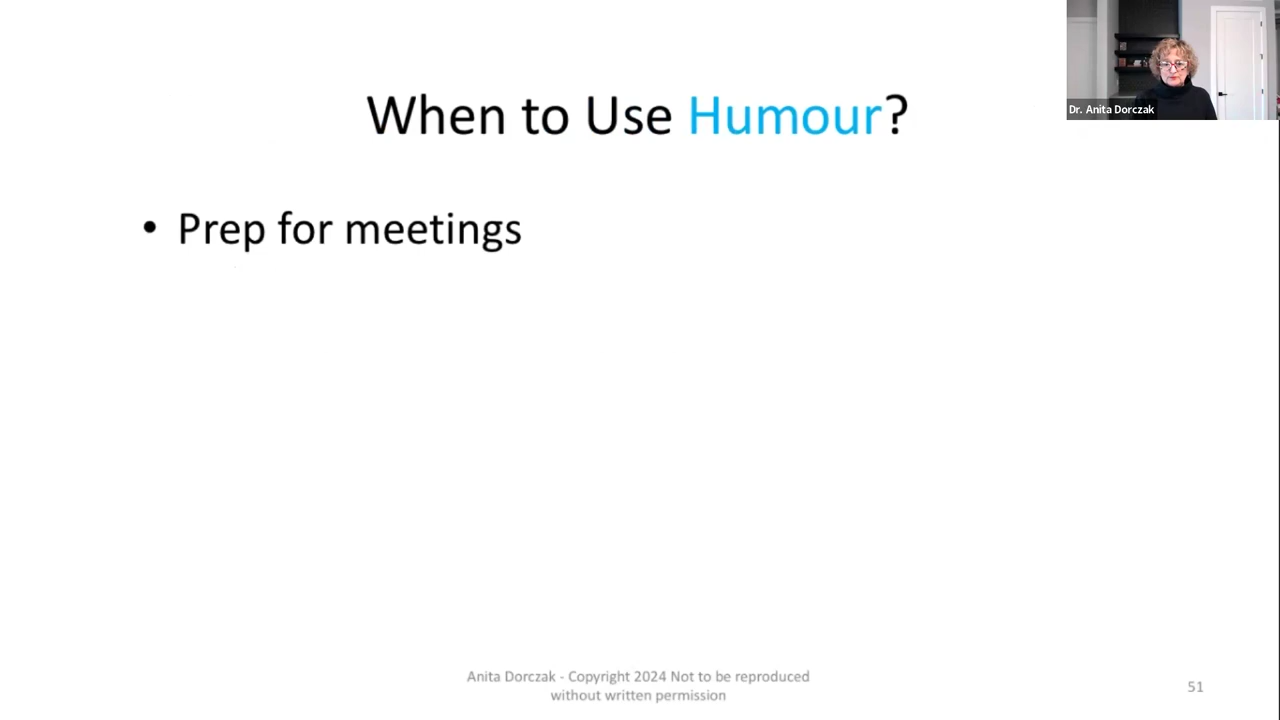 Dr. Anita Dorczak
When to Use Humour?
• Prep for meetings
Anita Dorczak - Copyright 2024 Not to be reproduced
without written permission
51